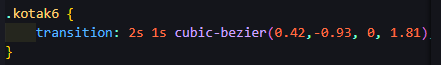 .kotak6 {
    transition: 2s 1s cubic-bezier(0.42,-0.93, 0, 1.81)
}